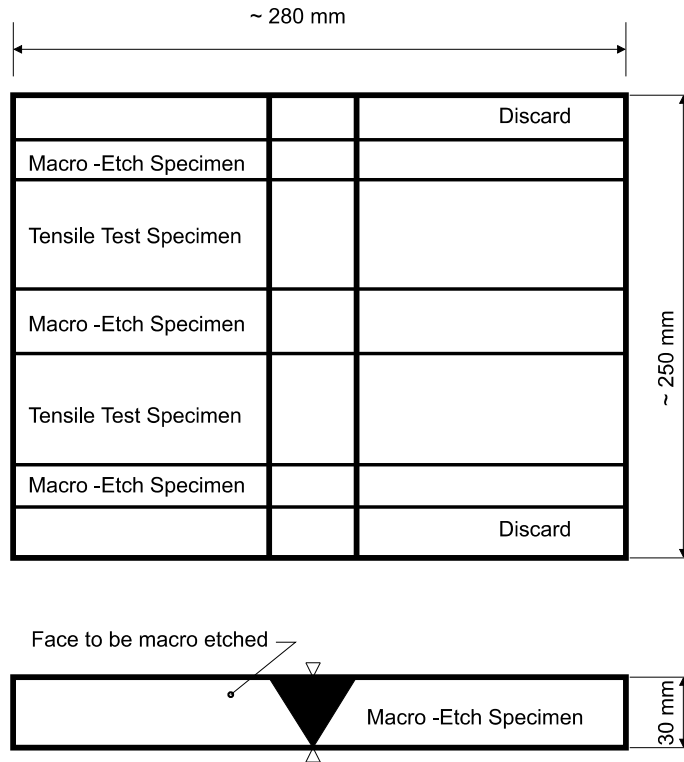 ~ 280 mm
Discard
Macro -Etch Specimen
Tensile Test Specimen
Macro -Etch Specimen
~ 250 mm
Tensile Test Specimen
Macro -Etch Specimen
Discard
Face to be macro etched
Macro -Etch Specimen
30 mm